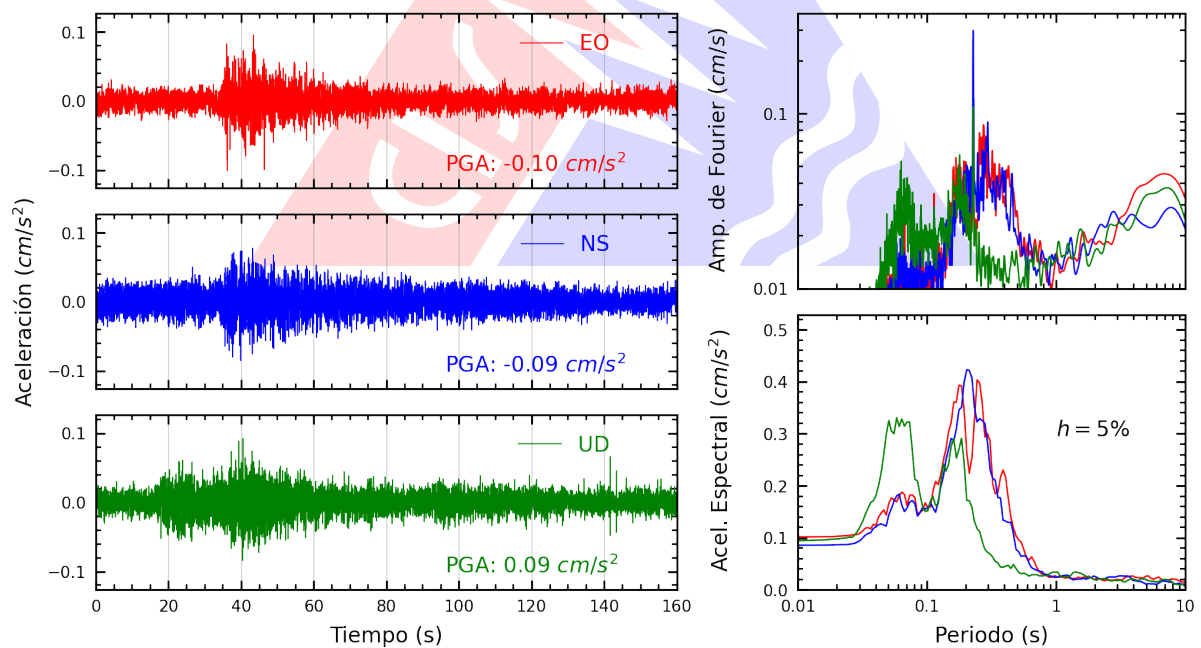 0.1
0.0
−0.1
EO
PGA: -0.10 cm/s²
0.1
0.0
−0.1
NS
PGA: -0.09 cm/s²
0.1
0.0
−0.1
UD
PGA: 0.09 cm/s²
Aceleración (cm/s²)
0 20 40 60 80 100 120 140 160
Tiempo (s)
Amp. de Fourier (cm/s)
0.1
0.01
Acel. Espectral (cm/s²)
0.5
0.4
0.3
0.2
0.1
0.0
h = 5%
0.01 0.1 1 10
Periodo (s)